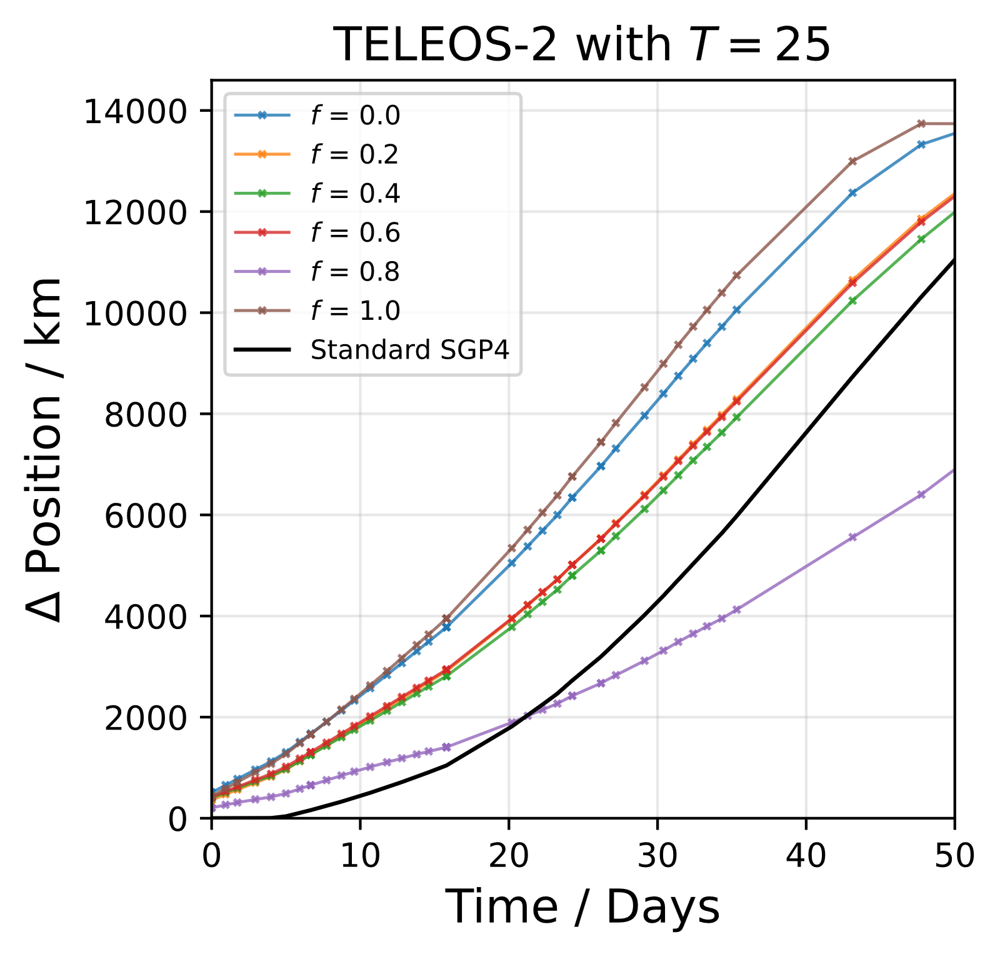 TELEOS-2 with T = 25
f = 0.0
f = 0.2
f = 0.4
f = 0.6
f = 0.8
f = 1.0
Standard SGP4
Δ Position / km
14000
12000
10000
8000
6000
4000
2000
0
0 10 20 30 40 50
Time / Days